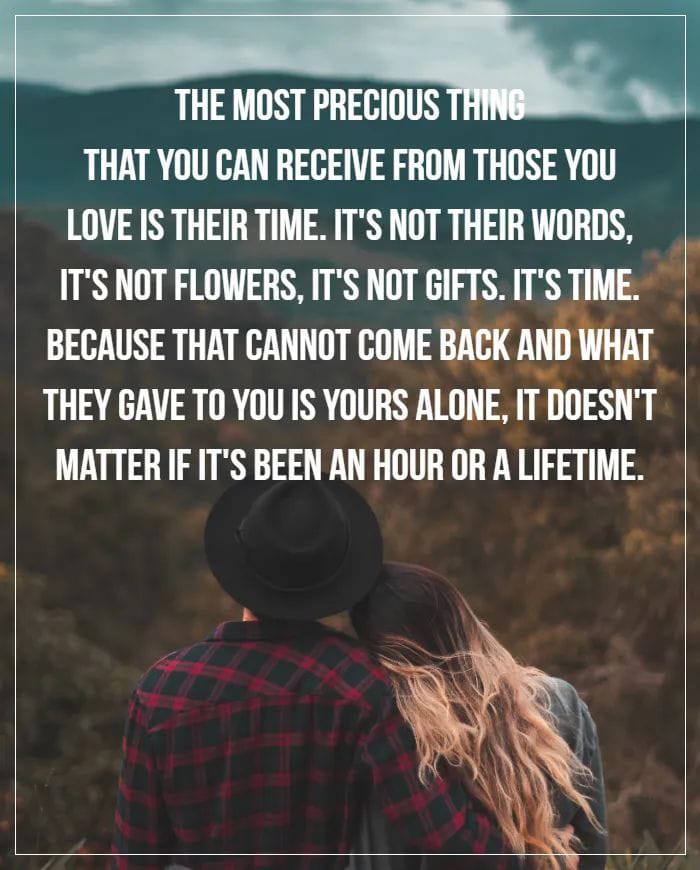 THE MOST PRECIOUS THING
THAT YOU CAN RECEIVE FROM THOSE YOU
LOVE IS THEIR TIME. IT'S NOT THEIR WORDS,
IT'S NOT FLOWERS, IT'S NOT GIFTS. IT'S TIME.
BECAUSE THAT CANNOT COME BACK AND WHAT
THEY GAVE TO YOU IS YOURS ALONE, IT DOESN'T
MATTER IF IT'S BEEN AN HOUR OR A LIFETIME.